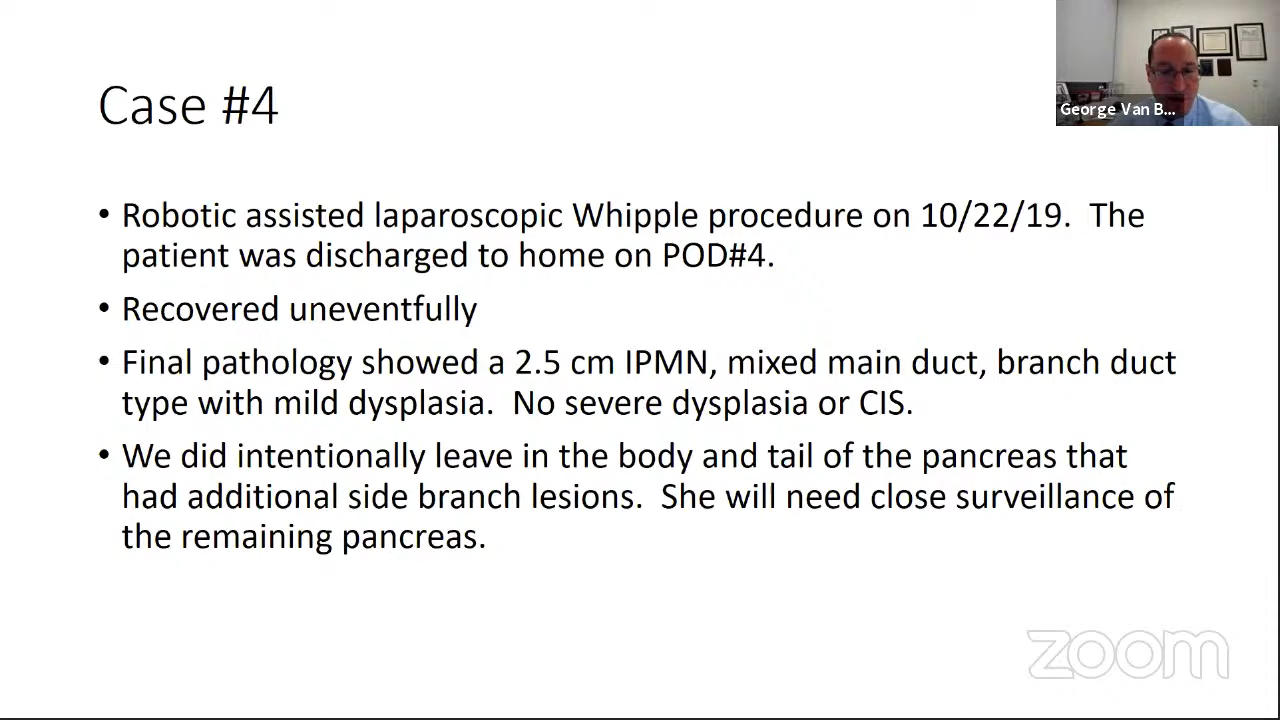 George Van B...
Case #4
• Robotic assisted laparoscopic Whipple procedure on 10/22/19.  The
patient was discharged to home on POD#4.
• Recovered uneventfully
• Final pathology showed a 2.5 cm IPMN, mixed main duct, branch duct
type with mild dysplasia.  No severe dysplasia or CIS.
• We did intentionally leave in the body and tail of the pancreas that
had additional side branch lesions.  She will need close surveillance of
the remaining pancreas.
zoom